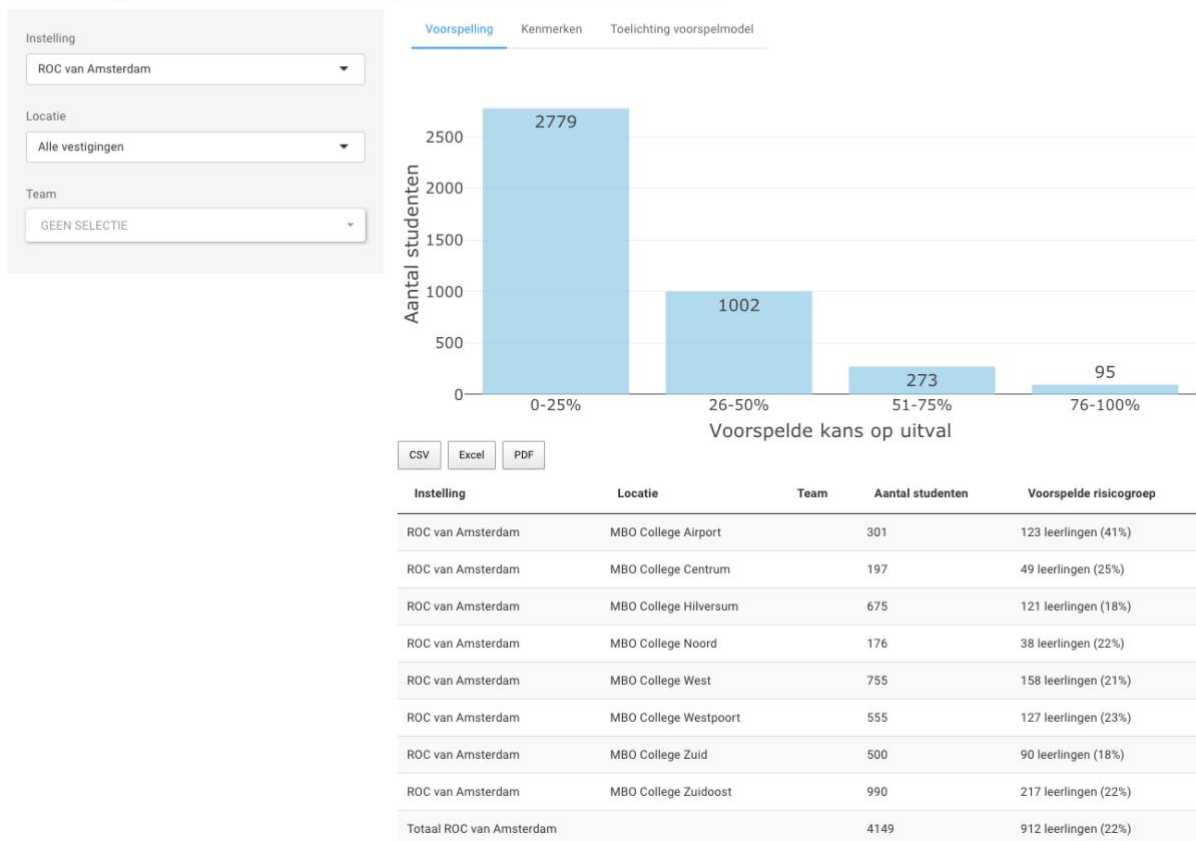 Instelling
ROC van Amsterdam
Locatie
Alle vestigingen
Team
GEEN SELECTIE
Voorspelling Kenmerken Toelichting voorspelmodel
Aantal studenten
2500
2000
1500
1000
500
0
2779
1002
273
95
0-25% 26-50% 51-75% 76-100%
Voorspelde kans op uitval
CSV Excel PDF
Instelling Locatie Team Aantal studenten Voorspelde risicogroep
ROC van Amsterdam MBO College Airport 301 123 leerlingen (41%)
ROC van Amsterdam MBO College Centrum 197 49 leerlingen (25%)
ROC van Amsterdam MBO College Hilversum 675 121 leerlingen (18%)
ROC van Amsterdam MBO College Noord 176 38 leerlingen (22%)
ROC van Amsterdam MBO College West 755 158 leerlingen (21%)
ROC van Amsterdam MBO College Westpoort 555 127 leerlingen (23%)
ROC van Amsterdam MBO College Zuid 500 90 leerlingen (18%)
ROC van Amsterdam MBO College Zuidoost 990 217 leerlingen (22%)
Totaal ROC van Amsterdam 4149 912 leerlingen (22%)